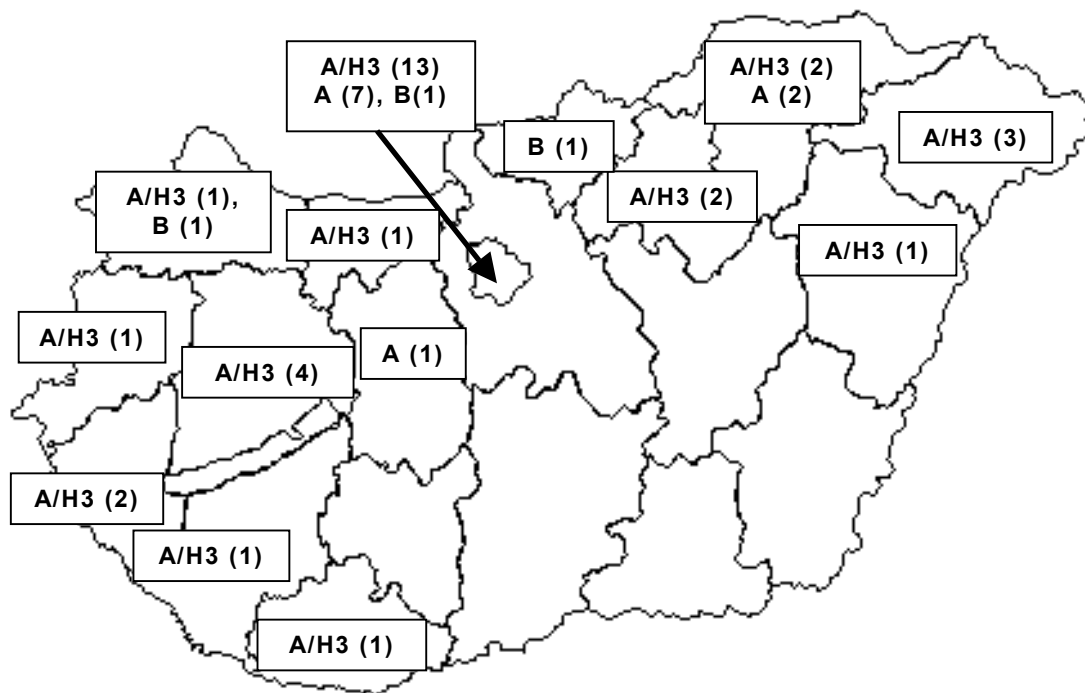 A/H3 (13)
A (7), B(1)
A/H3 (2)
A (2)
A/H3 (3)
B (1)
A/H3 (2)
A/H3 (1),
B (1)
A/H3 (1)
A/H3 (1)
A/H3 (1)
A (1)
A/H3 (4)
A/H3 (2)
A/H3 (1)
A/H3 (1)